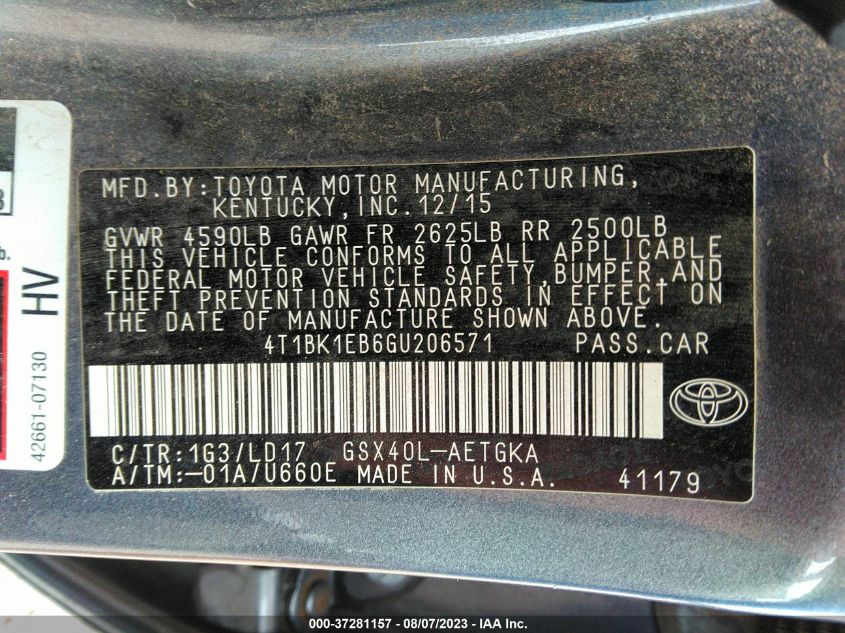 MFD.BY:TOYOTA MOTOR MANUFACTURING,
KENTUCKY,INC.12/15
GVWR 4590LB GAWR FR 2625LB RR 2500LB
THIS VEHICLE CONFORMS TO ALL APPLICABLE
FEDERAL MOTOR VEHICLE SAFETY,BUMPER,AND
THEFT PREVENTION STANDARDS IN EFFECT ON
THE DATE OF MANUFACTURE SHOWN ABOVE.
4T1BK1EB6GU206571 PASS.CAR
C/TR:1G3/LD17 GSX40L-AETGKA
A/TM:-01A/U660E MADE IN U.S.A. 41179
HV
42661-07130
000-37281157 - 08/07/2023 - IAA Inc.